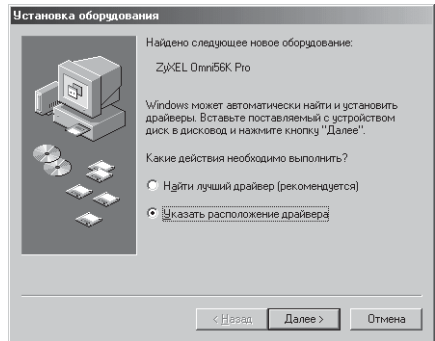 Установка оборудования
Найдено следующее новое оборудование:
ZyXEL Omni56K Pro
Windows может автоматически найти и установить
драйверы. Вставьте поставляемый с устройством
диск в дисковод и нажмите кнопку "Далее".
Какие действия необходимо выполнить?
Найти лучший драйвер (рекомендуется)
Указать расположение драйвера
< Назад
Далее >
Отмена